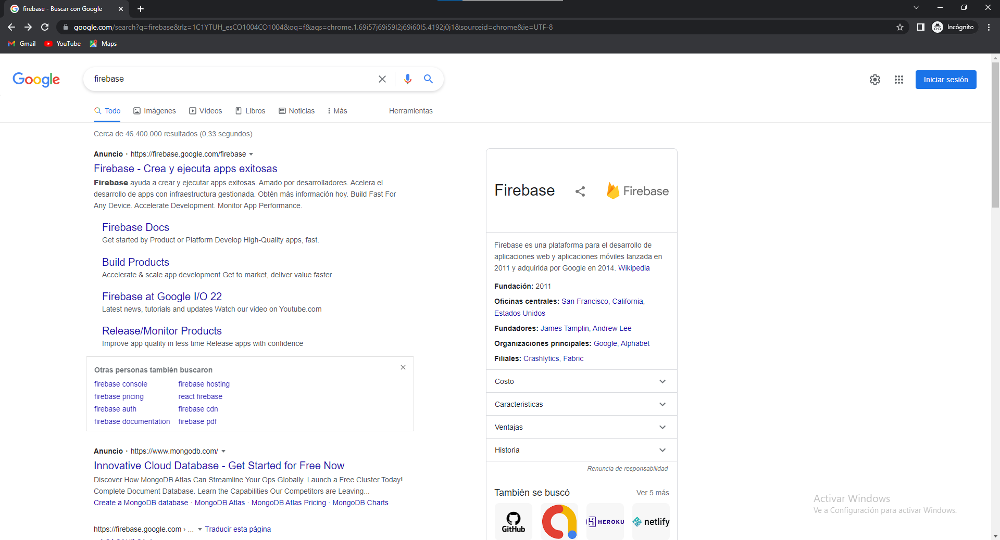 firebase - Buscar con Google
google.com/search?q=firebase&rlz=1C1YTUH_esCO1004CO1004&oq=f&aqs=chrome.1.69i57j69i59l2j69i60l5.4192j0j1&sourceid=chrome&ie=UTF-8
Incógnito
Gmail YouTube Maps
Google
firebase
Iniciar sesión
Todo Imágenes Vídeos Libros Noticias Más Herramientas
Cerca de 46.400.000 resultados (0,33 segundos)
Anuncio · https://firebase.google.com/firebase
Firebase - Crea y ejecuta apps exitosas
Firebase ayuda a crear y ejecutar apps exitosas. Amado por desarrolladores. Acelera el
desarrollo de apps con infraestructura gestionada. Obtén más información hoy. Build Fast For
Any Device. Accelerate Development. Monitor App Performance.
Firebase Docs
Get started by Product or Platform Develop High-Quality apps, fast.
Build Products
Accelerate & scale app development Get to market, deliver value faster
Firebase at Google I/O 22
Latest news, tutorials and updates Watch our video on Youtube.com
Release/Monitor Products
Improve app quality in less time Release apps with confidence
Otras personas también buscaron
firebase console firebase hosting
firebase pricing react firebase
firebase auth firebase cdn
firebase documentation firebase pdf
Anuncio · https://www.mongodb.com/
Innovative Cloud Database - Get Started for Free Now
Discover How MongoDB Atlas Can Streamline Your Ops Globally. Launch a Free Cluster Today!
Complete Document Database. Learn the Capabilities Our Competitors are Leaving...
Create a MongoDB database · MongoDB Atlas · MongoDB Atlas Pricing · MongoDB Charts
https://firebase.google.com › ... Traducir esta página
Firebase
Firebase
Firebase es una plataforma para el desarrollo de
aplicaciones web y aplicaciones móviles lanzada en
2011 y adquirida por Google en 2014. Wikipedia
Fundación: 2011
Oficinas centrales: San Francisco, California,
Estados Unidos
Fundadores: James Tamplin, Andrew Lee
Organizaciones principales: Google, Alphabet
Filiales: Crashlytics, Fabric
Costo
Caracteristicas
Ventajas
Historia
Renuncia de responsabilidad
También se buscó Ver 5 más
GitHub HEROKU netlify
Activar Windows
Ve a Configuración para activar Windows.